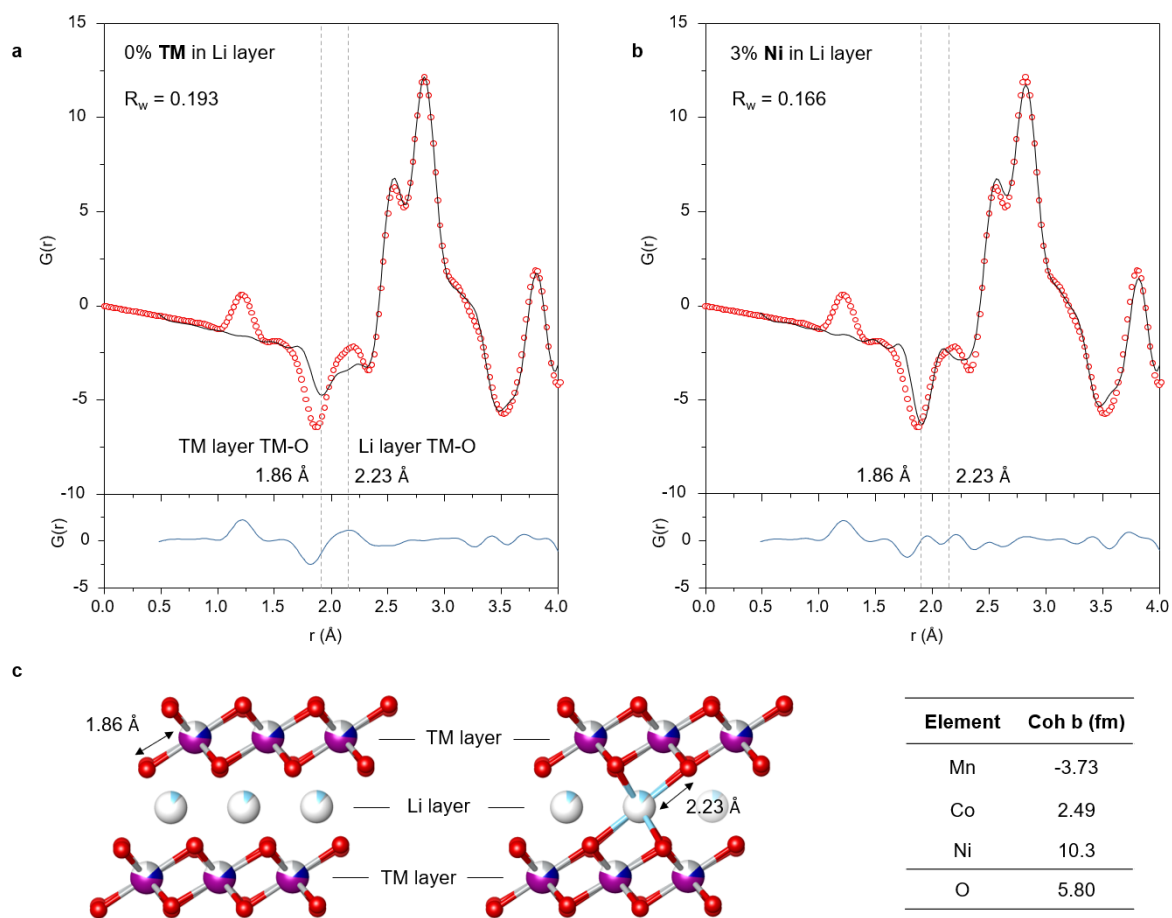 a
0% TM in Li layer
R_w = 0.193
15
10
5
0
-5
-10
G(r)
TM layer TM-O
Li layer TM-O
1.86 Å
2.23 Å
0
-5
G(r)
0.0 0.5 1.0 1.5 2.0 2.5 3.0 3.5 4.0
r (Å)
b
3% Ni in Li layer
R_w = 0.166
15
10
5
0
-5
-10
G(r)
1.86 Å
2.23 Å
0
-5
G(r)
0.0 0.5 1.0 1.5 2.0 2.5 3.0 3.5 4.0
r (Å)
c
1.86 Å
TM layer
Li layer
2.23 Å
TM layer
Element Coh b (fm)
Mn -3.73
Co 2.49
Ni 10.3
O 5.80